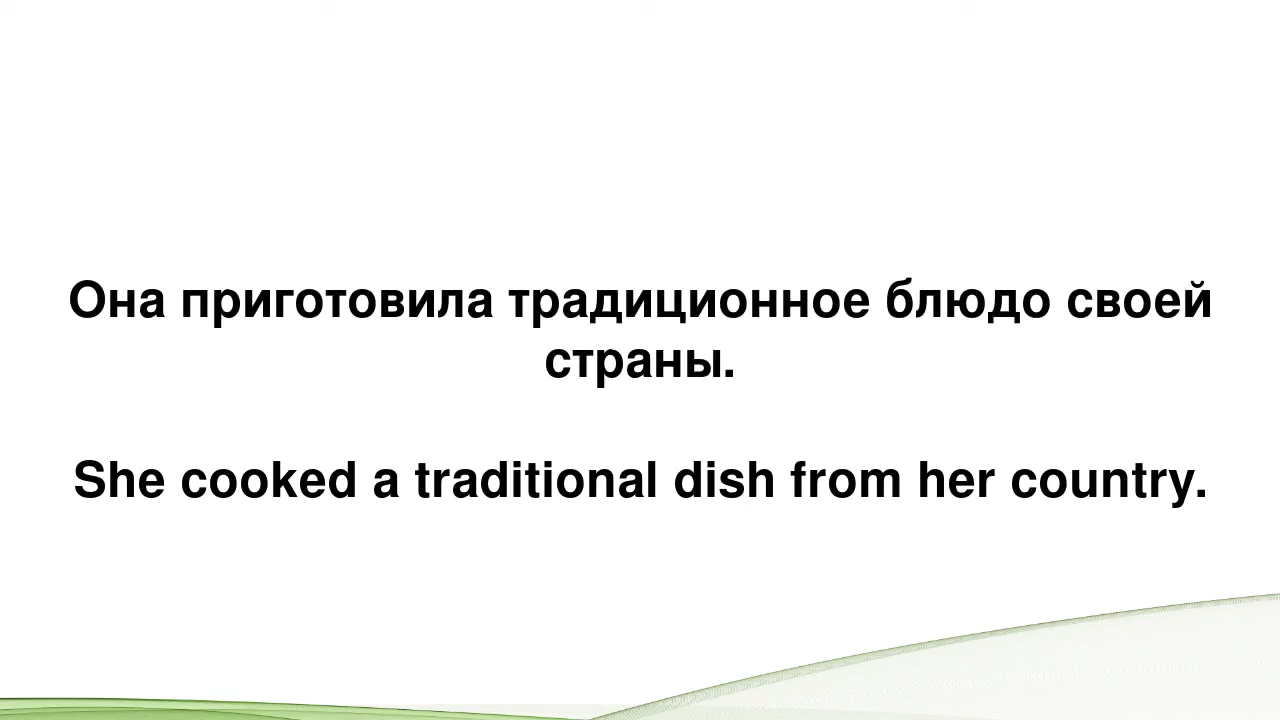 Она приготовила традиционное блюдо своей
страны.
She cooked a traditional dish from her country.